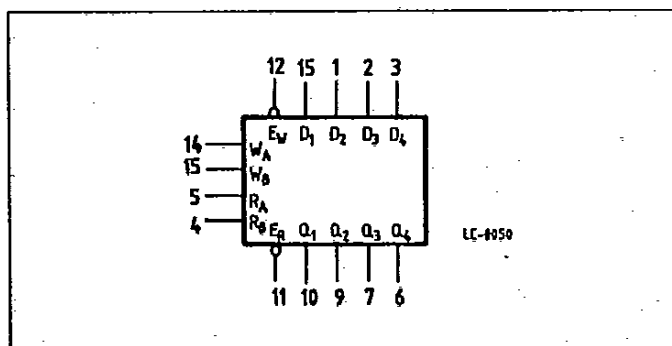 12 15 1 2 3
E_W D_1 D_2 D_3 D_4
14 W_A
15 W_B
5 R_A
4 R_B
E_R Q_1 Q_2 Q_3 Q_4
LC-8050
11 10 9 7 6